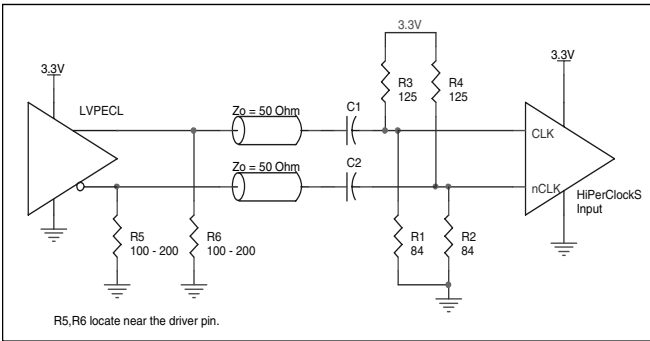 3.3V
3.3V
3.3V
LVPECL
R3
125
R4
125
Zo = 50 Ohm
C1
CLK
Zo = 50 Ohm
C2
nCLK
HiPerClockS
Input
R5
100 - 200
R6
100 - 200
R1
84
R2
84
R5,R6 locate near the driver pin.